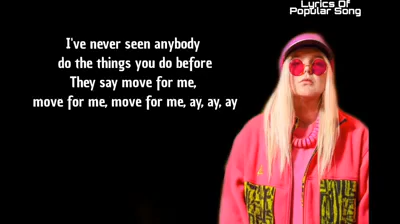 Lyrics Of
Popular Song
I've never seen anybody
do the things you do before
They say move for me,
move for me, move for me, ay, ay, ay